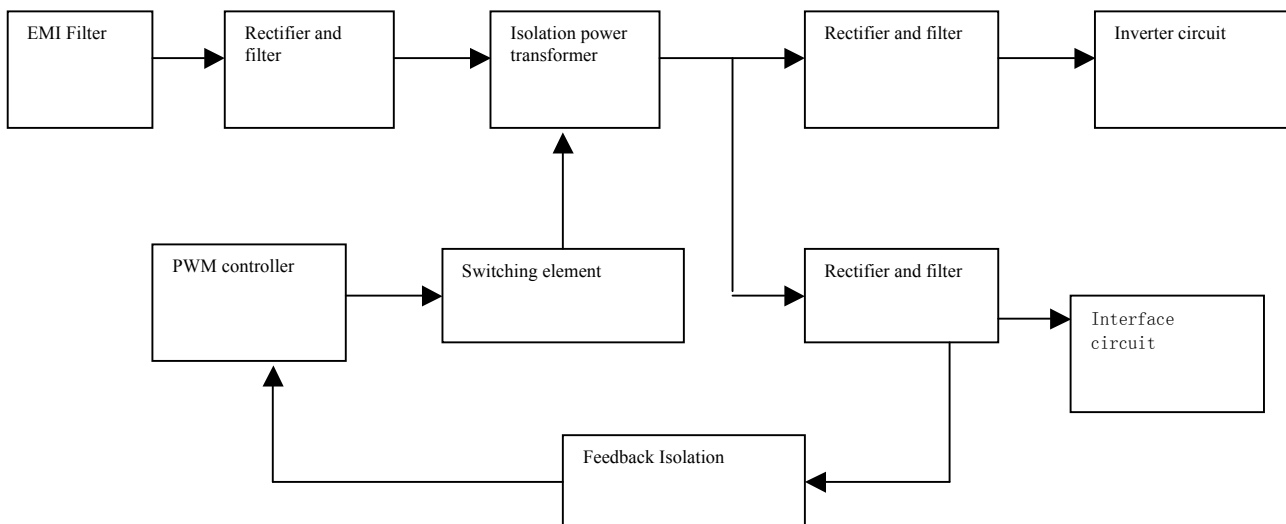 EMI Filter
Rectifier and
filter
Isolation power
transformer
Rectifier and filter
Inverter circuit
PWM controller
Switching element
Rectifier and filter
Interface
circuit
Feedback Isolation